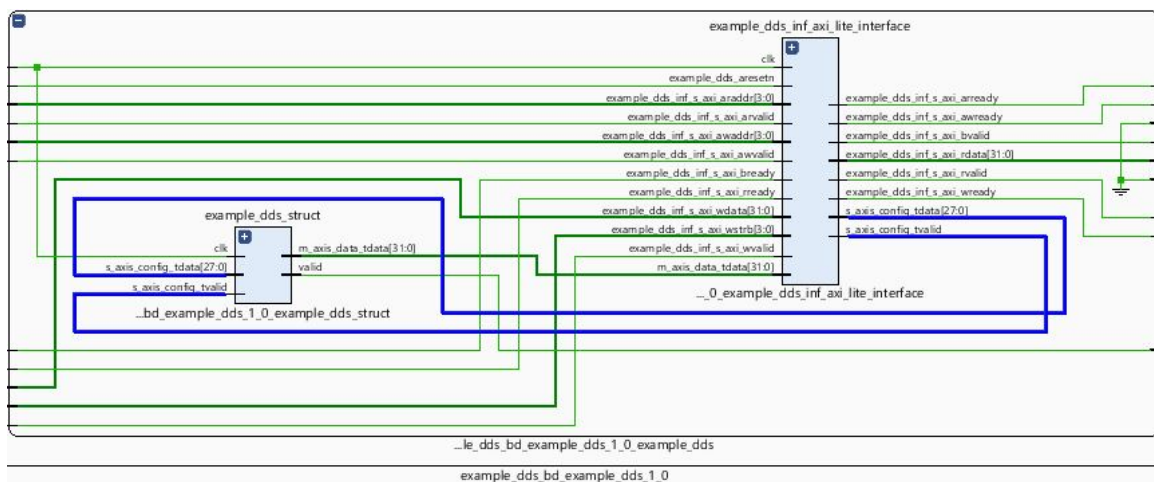 example_dds_inf_axi_lite_interface
clk
example_dds_aresetn
example_dds_inf_s_axi_araddr[3:0]
example_dds_inf_s_axi_arvalid
example_dds_inf_s_axi_awaddr[3:0]
example_dds_inf_s_axi_awvalid
example_dds_inf_s_axi_bready
example_dds_inf_s_axi_rready
example_dds_inf_s_axi_wdata[31:0]
example_dds_inf_s_axi_wstrb[3:0]
example_dds_inf_s_axi_wvalid
m_axis_data_tdata[31:0]
example_dds_inf_s_axi_arready
example_dds_inf_s_axi_awready
example_dds_inf_s_axi_bvalid
example_dds_inf_s_axi_rdata[31:0]
example_dds_inf_s_axi_rvalid
example_dds_inf_s_axi_wready
s_axis_config_tdata[27:0]
s_axis_config_tvalid
..._0_example_dds_inf_axi_lite_interface
example_dds_struct
clk
s_axis_config_tdata[27:0]
s_axis_config_tvalid
m_axis_data_tdata[31:0]
valid
...bd_example_dds_1_0_example_dds_struct
...le_dds_bd_example_dds_1_0_example_dds
example_dds_bd_example_dds_1_0